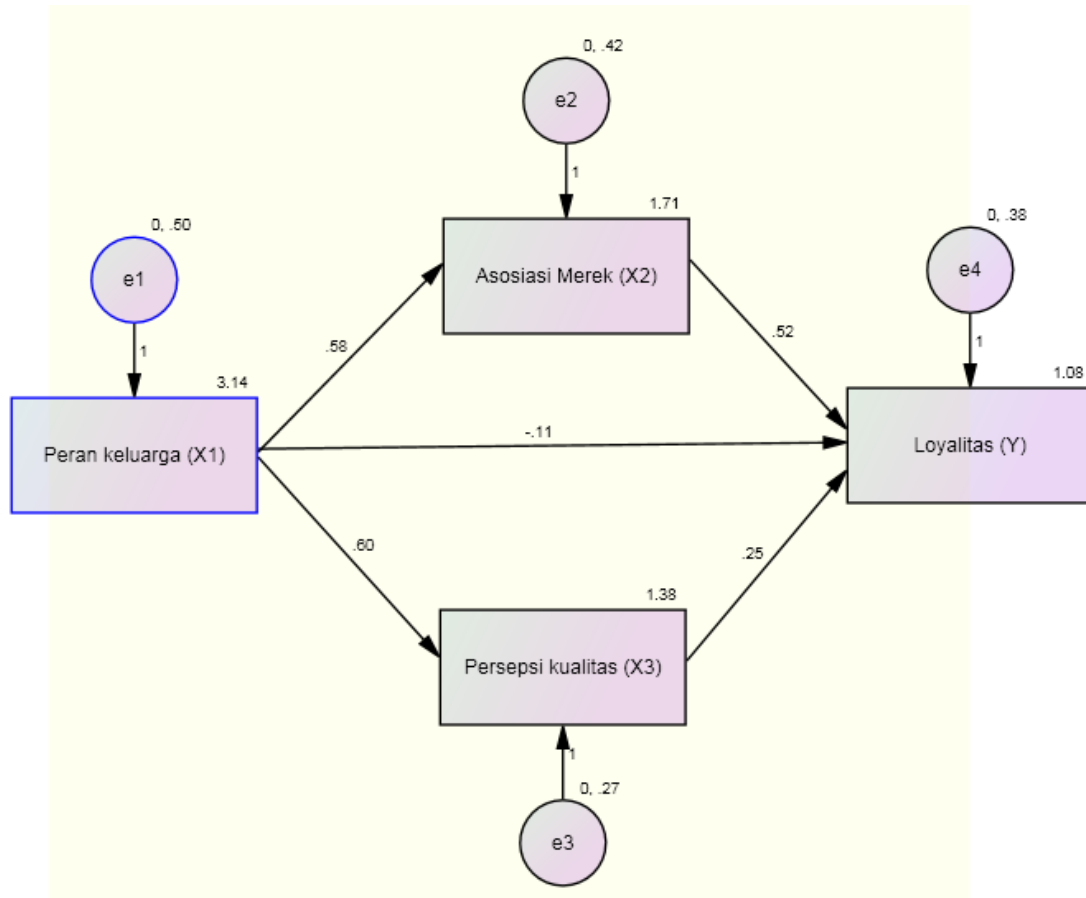 0, .42
e2
1
1.71
Asosiasi Merek (X2)
0, .50
e1
1
3.14
Peran keluarga (X1)
.58
-.11
.60
.52
.25
0, .38
e4
1
1.08
Loyalitas (Y)
1.38
Persepsi kualitas (X3)
1
0, .27
e3